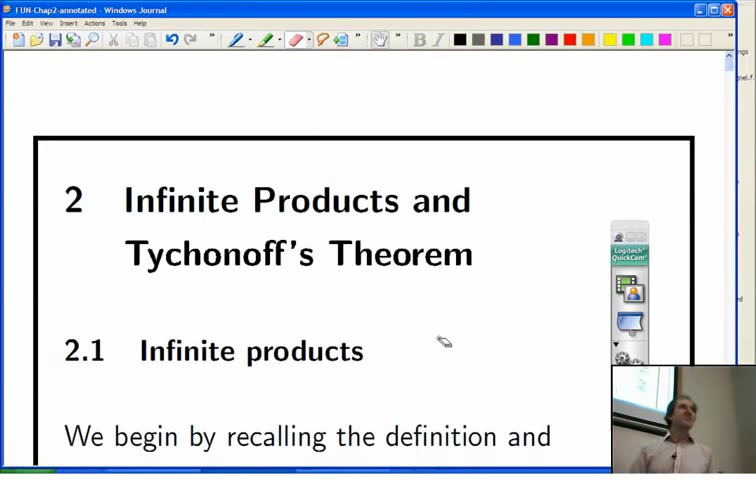 FUN-Chap2-annotated - Windows Journal
File Edit View Insert Actions Tools Help
B I
2 Infinite Products and
Tychonoff's Theorem
Logitech
QuickCam
2.1 Infinite products
We begin by recalling the definition and